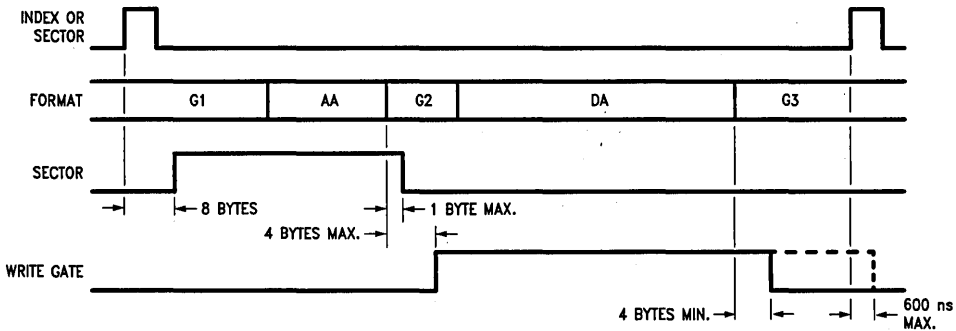 INDEX OR
SECTOR
FORMAT
G1 AA G2 DA G3
SECTOR
8 BYTES
1 BYTE MAX.
4 BYTES MAX.
WRITE GATE
4 BYTES MIN.
600 ns
MAX.